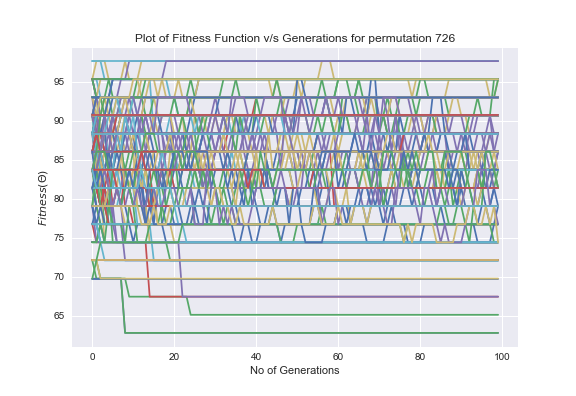 Plot of Fitness Function v/s Generations for permutation 726
Fitness(Θ)
95
90
85
80
75
70
65
0 20 40 60 80 100
No of Generations